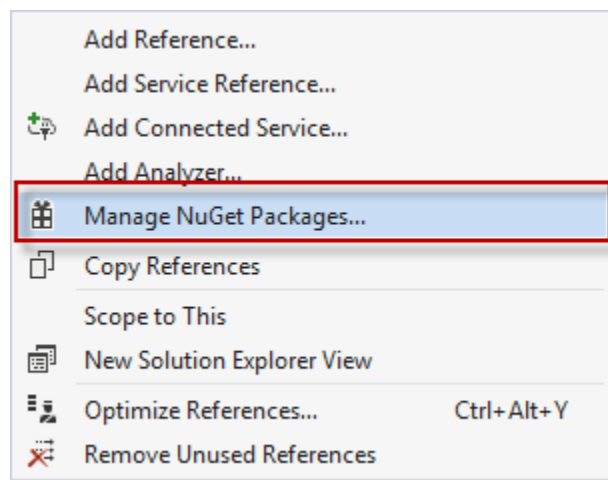 Add Reference...
Add Service Reference...
Add Connected Service...
Add Analyzer...
Manage NuGet Packages...
Copy References
Scope to This
New Solution Explorer View
Optimize References... Ctrl+Alt+Y
Remove Unused References